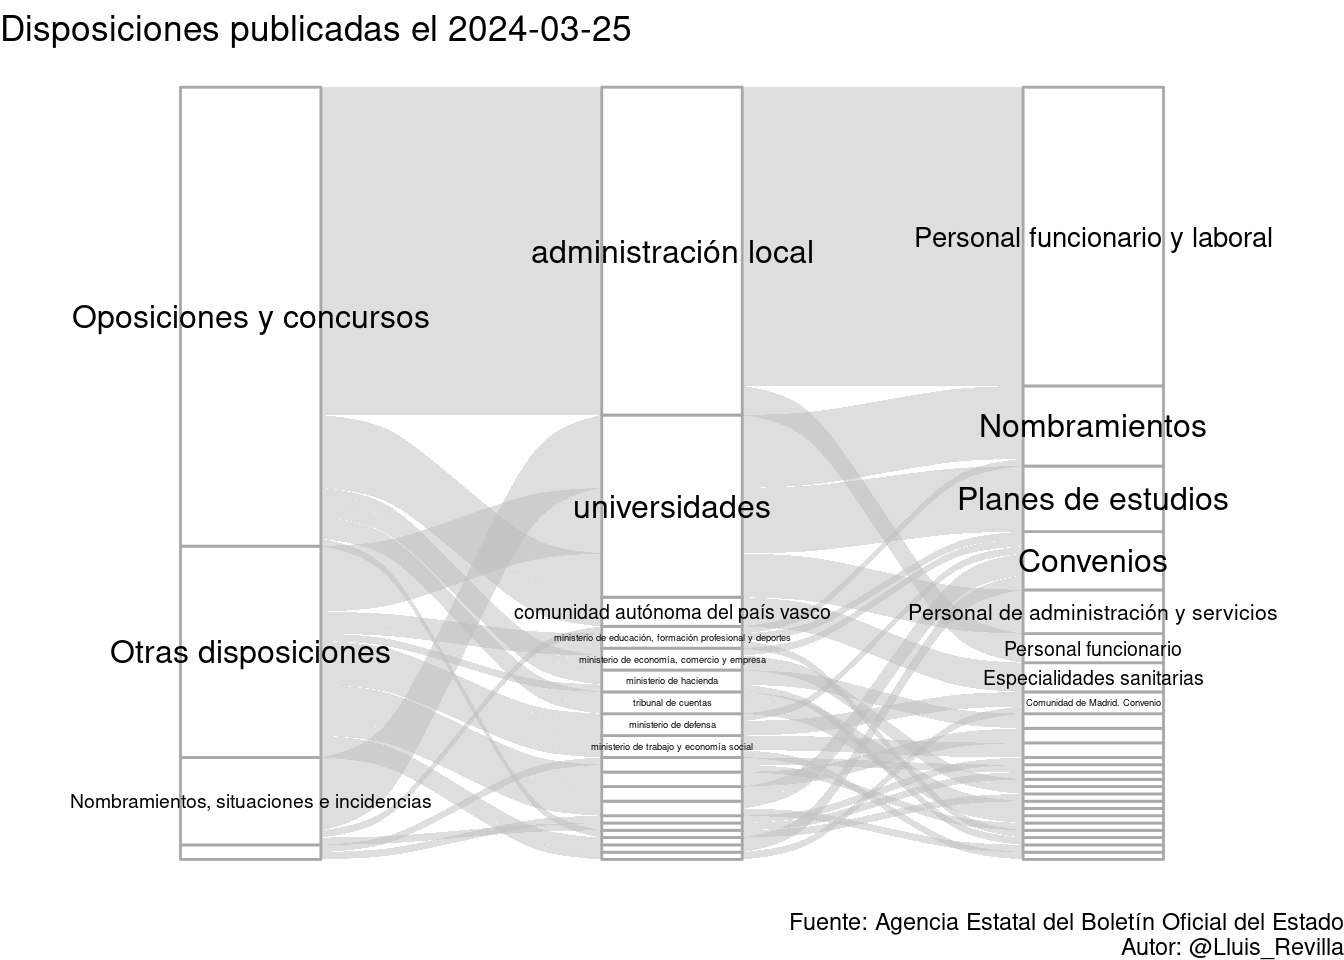 Disposiciones publicadas el 2024-03-25
Oposiciones y concursos
Otras disposiciones
Nombramientos, situaciones e incidencias
administración local
universidades
comunidad autónoma del país vasco
ministerio de educación, formación profesional y deportes
ministerio de economía, comercio y empresa
ministerio de hacienda
tribunal de cuentas
ministerio de defensa
ministerio de trabajo y economía social
Personal funcionario y laboral
Nombramientos
Planes de estudios
Convenios
Personal de administración y servicios
Personal funcionario
Especialidades sanitarias
Comunidad de Madrid. Convenio
Fuente: Agencia Estatal del Boletín Oficial del Estado
Autor: @Lluis_Revilla